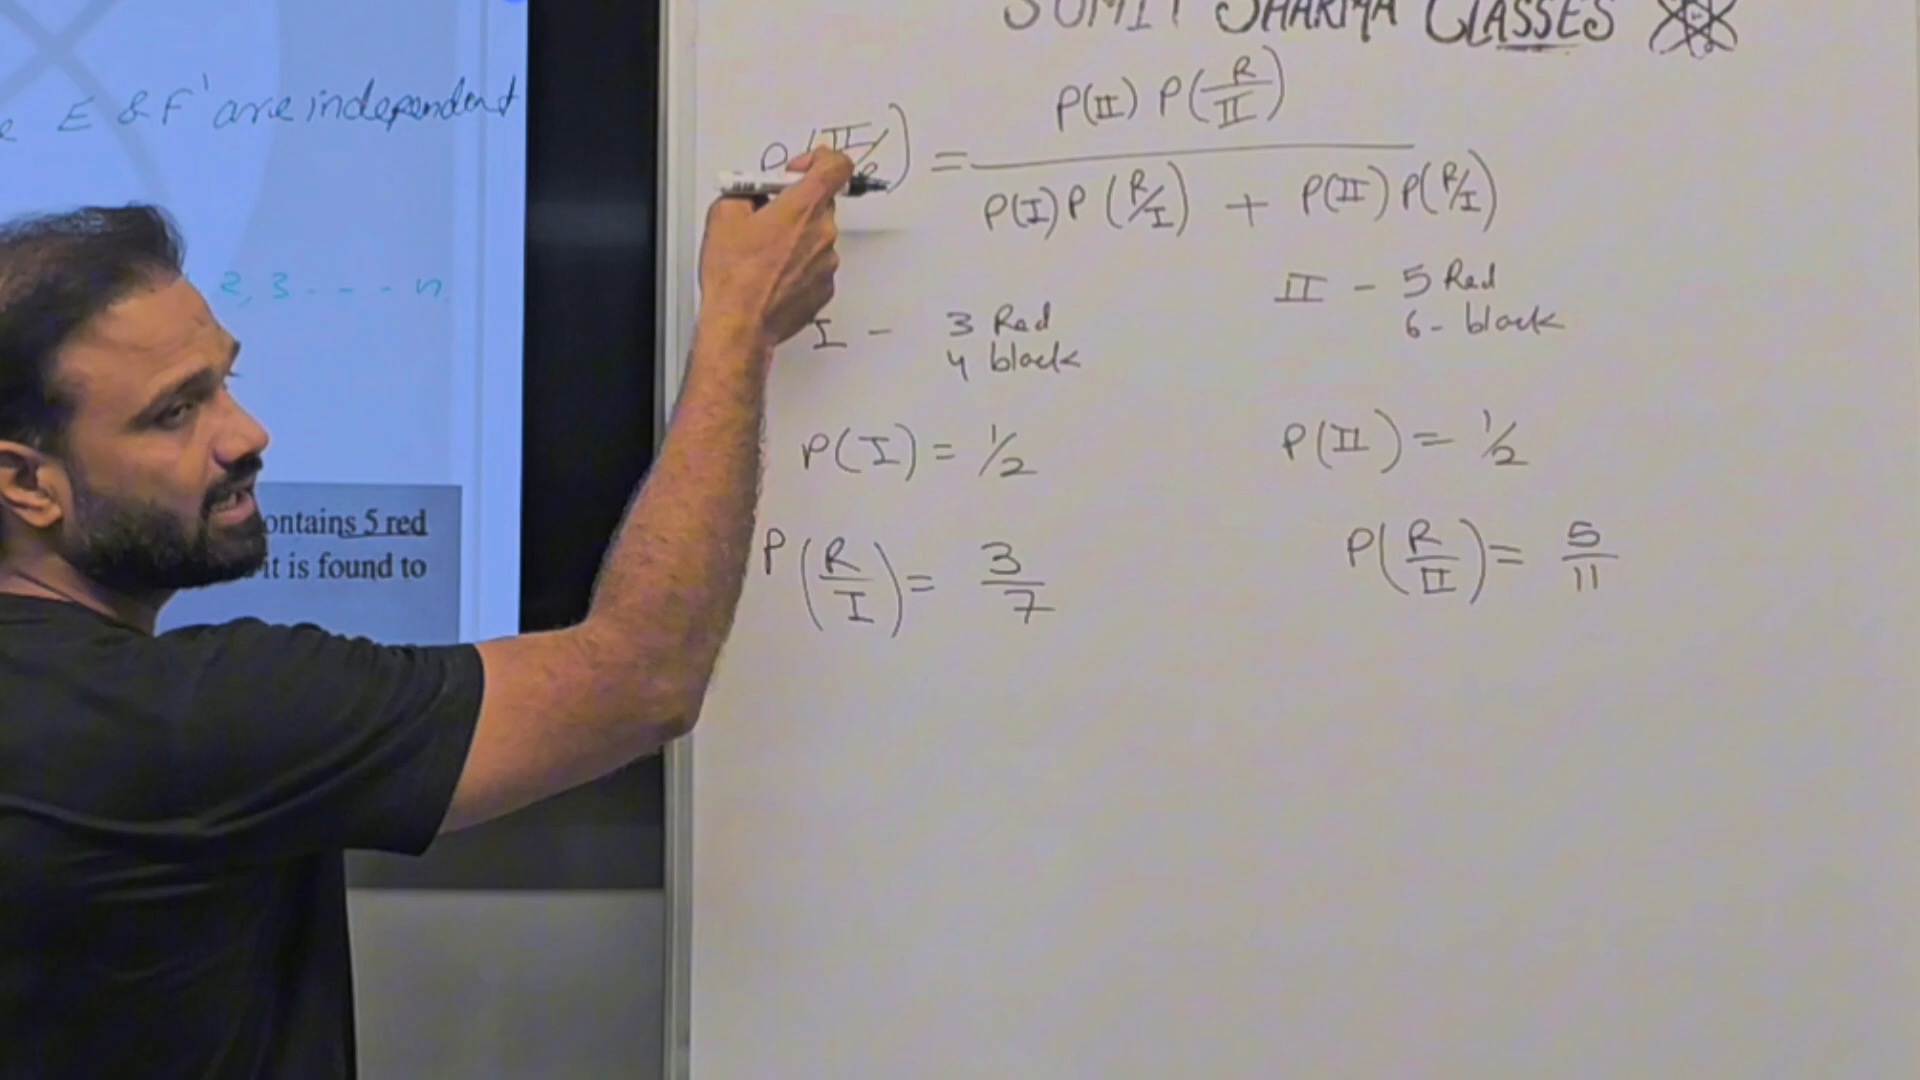 SUMIT SHARMA CLASSES
E & F' are independent
2, 3 - - - - n.
ontains 5 red
it is found to
P(II/R) = P(II) P(R/II)
P(I) P(R/I) + P(II) P(R/I)
I - 3 Red
4 black
II - 5 Red
6 - black
P(I) = 1/2
P(II) = 1/2
P(R/I) = 3/7
P(R/II) = 5/11